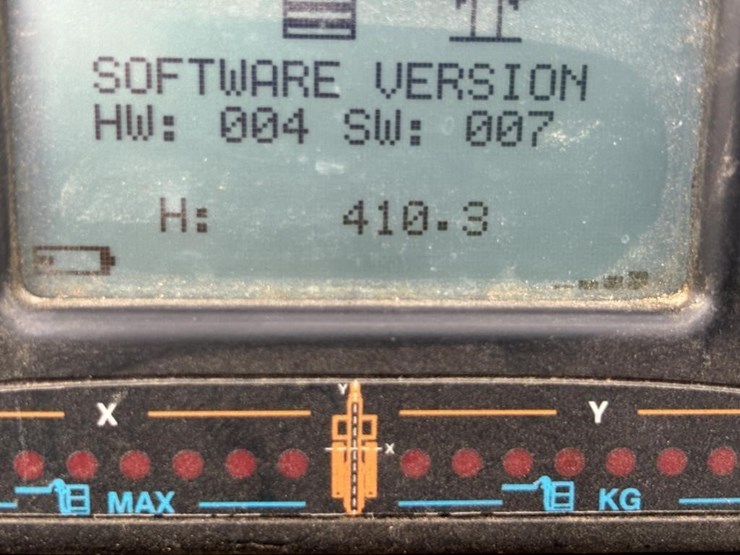 SOFTWARE VERSION
HW: 004 SW: 007
H: 410.3
Y
X Y
X
MAX KG